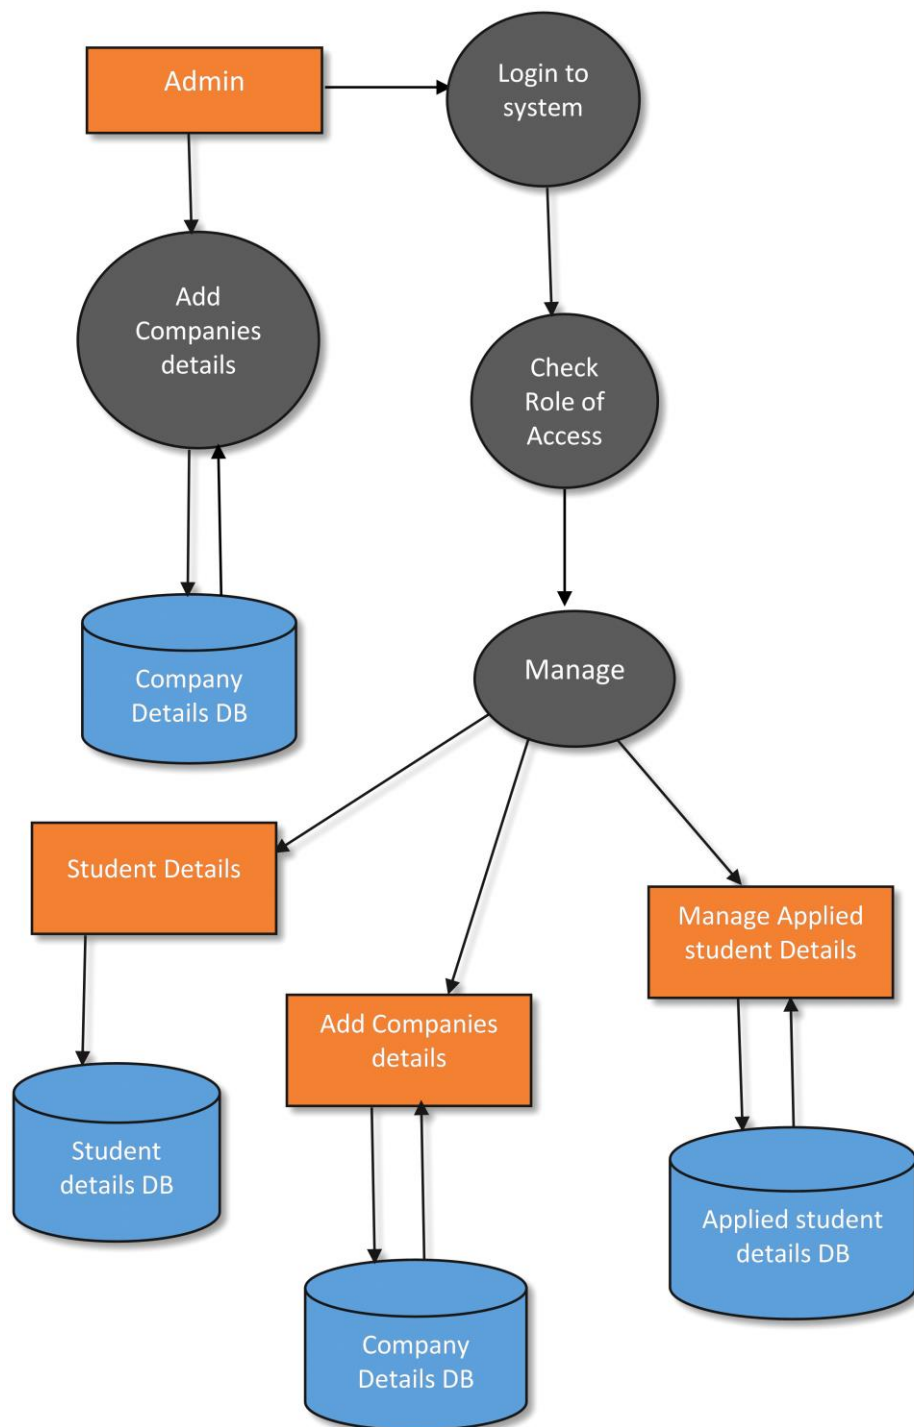 Admin
Login to
system
Add
Companies
details
Check
Role of
Access
Company
Details DB
Manage
Student Details
Manage Applied
student Details
Add Companies
details
Student
details DB
Applied student
details DB
Company
Details DB